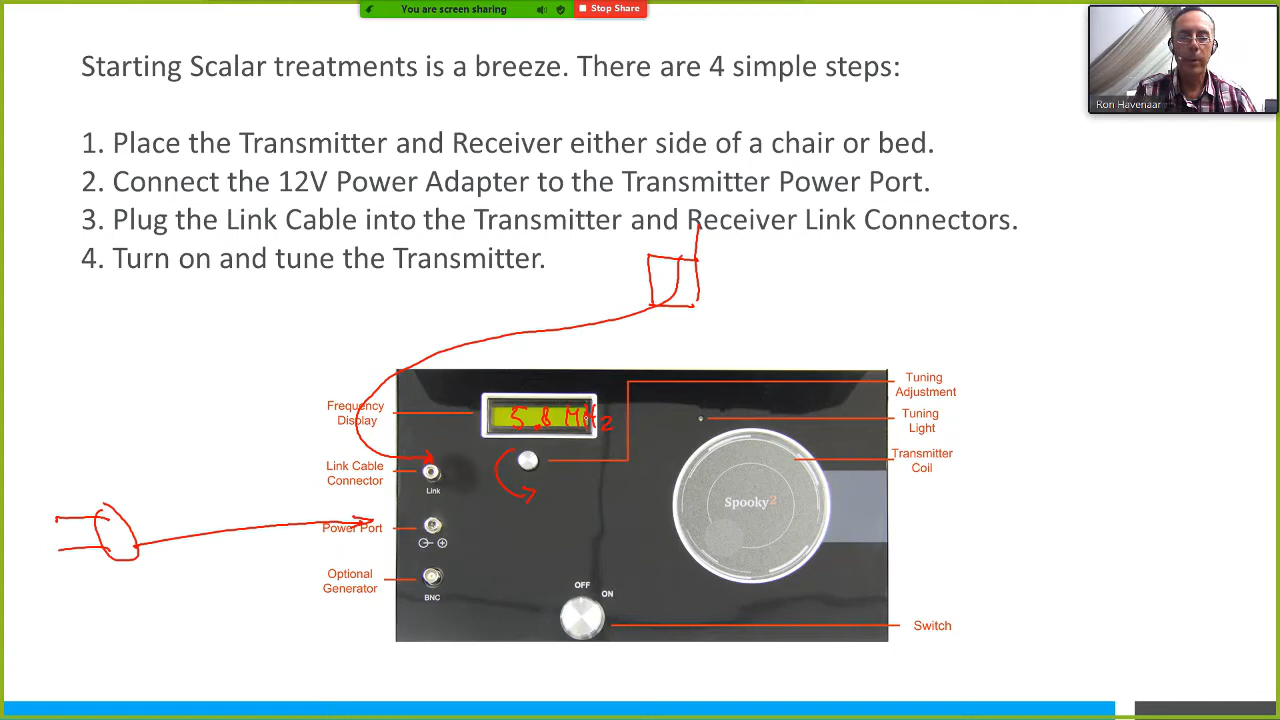 You are screen sharing
Stop Share
Starting Scalar treatments is a breeze. There are 4 simple steps:
Ron Havenaar
1. Place the Transmitter and Receiver either side of a chair or bed.
2. Connect the 12V Power Adapter to the Transmitter Power Port.
3. Plug the Link Cable into the Transmitter and Receiver Link Connectors.
4. Turn on and tune the Transmitter.
Frequency
Display
5.8 MHz
Tuning
Adjustment
Tuning
Light
Transmitter
Coil
Link Cable
Connector
Link
Spooky2
Power Port
Optional
Generator
BNC
OFF
ON
Switch